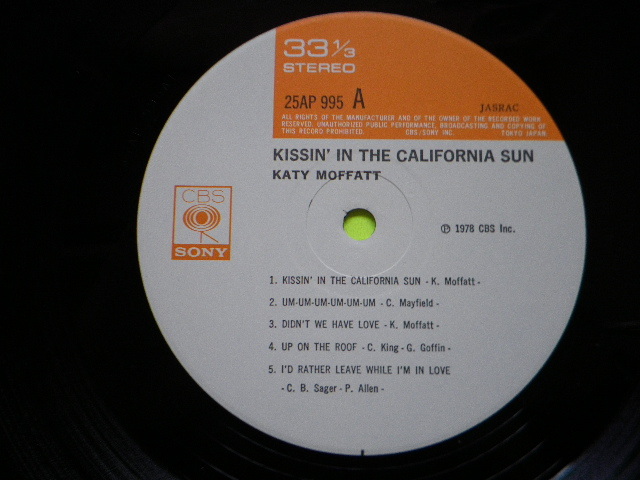 33 1/3
STEREO
25AP 995 A
JASRAC
ALL RIGHTS OF THE MANUFACTURER AND OF THE OWNER OF THE RECORDED WORK
RESERVED. UNAUTHORIZED PUBLIC PERFORMANCE, BROADCASTING AND COPYING OF
THIS RECORD PROHIBITED. CBS/SONY INC. TOKYO JAPAN
KISSIN' IN THE CALIFORNIA SUN
KATY MOFFATT
CBS
SONY
Ⓟ 1978 CBS Inc.
1. KISSIN' IN THE CALIFORNIA SUN - K. Moffatt -
2. UM-UM-UM-UM-UM-UM - C. Mayfield -
3. DIDN'T WE HAVE LOVE - K. Moffatt -
4. UP ON THE ROOF - C. King - G. Goffin -
5. I'D RATHER LEAVE WHILE I'M IN LOVE
- C. B. Sager - P. Allen -